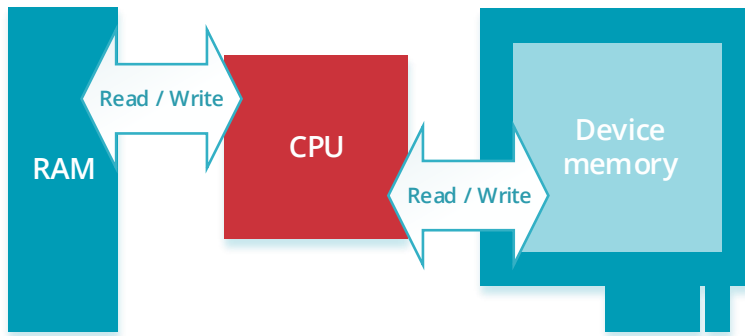 Read / Write
RAM
CPU
Device
memory
Read / Write